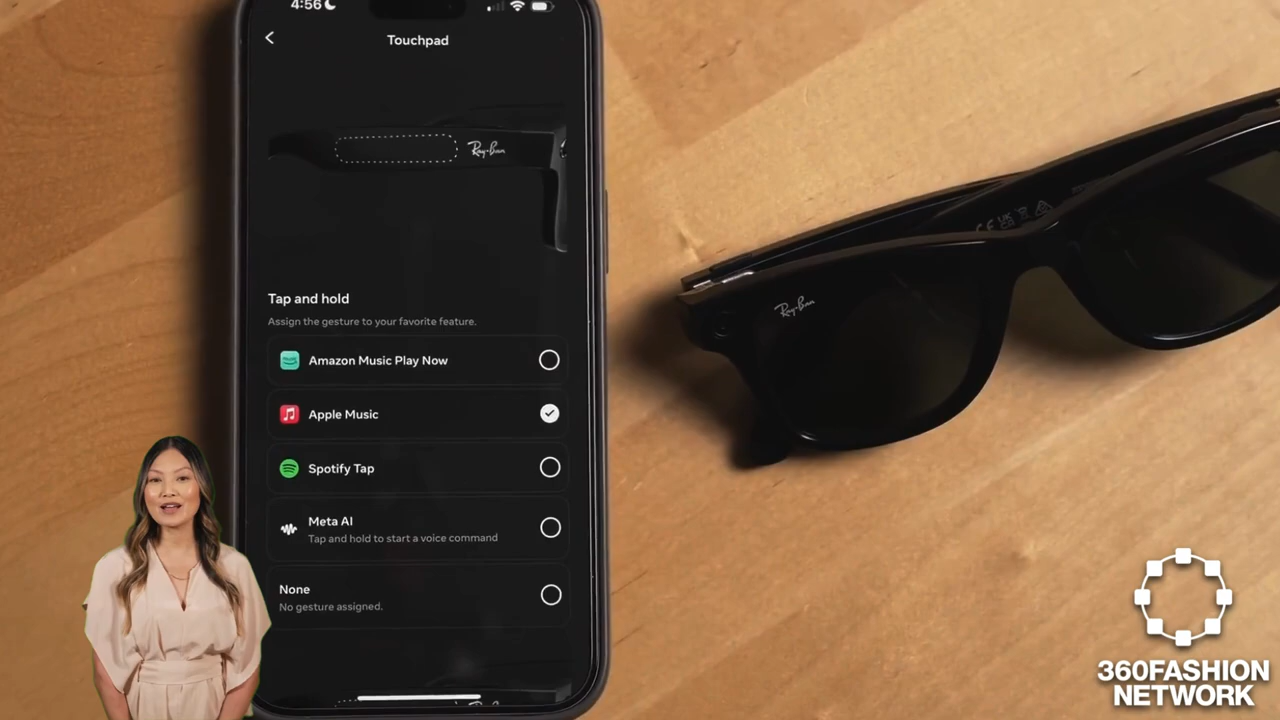 4:56
Touchpad
Ray-Ban
Tap and hold
Assign the gesture to your favorite feature.
Amazon Music Play Now
Apple Music
Spotify Tap
Meta AI
Tap and hold to start a voice command
None
No gesture assigned.
Ray-Ban
CE
360FASHION
NETWORK